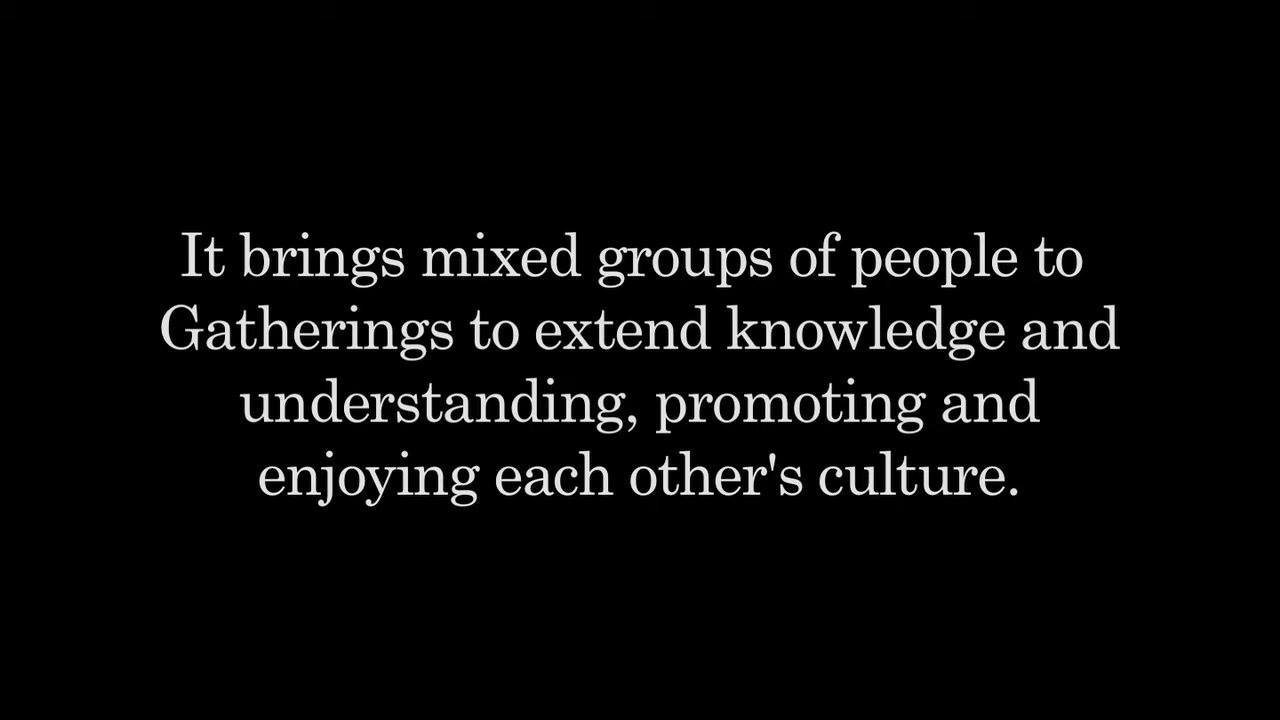 It brings mixed groups of people to
Gatherings to extend knowledge and
understanding, promoting and
enjoying each other's culture.